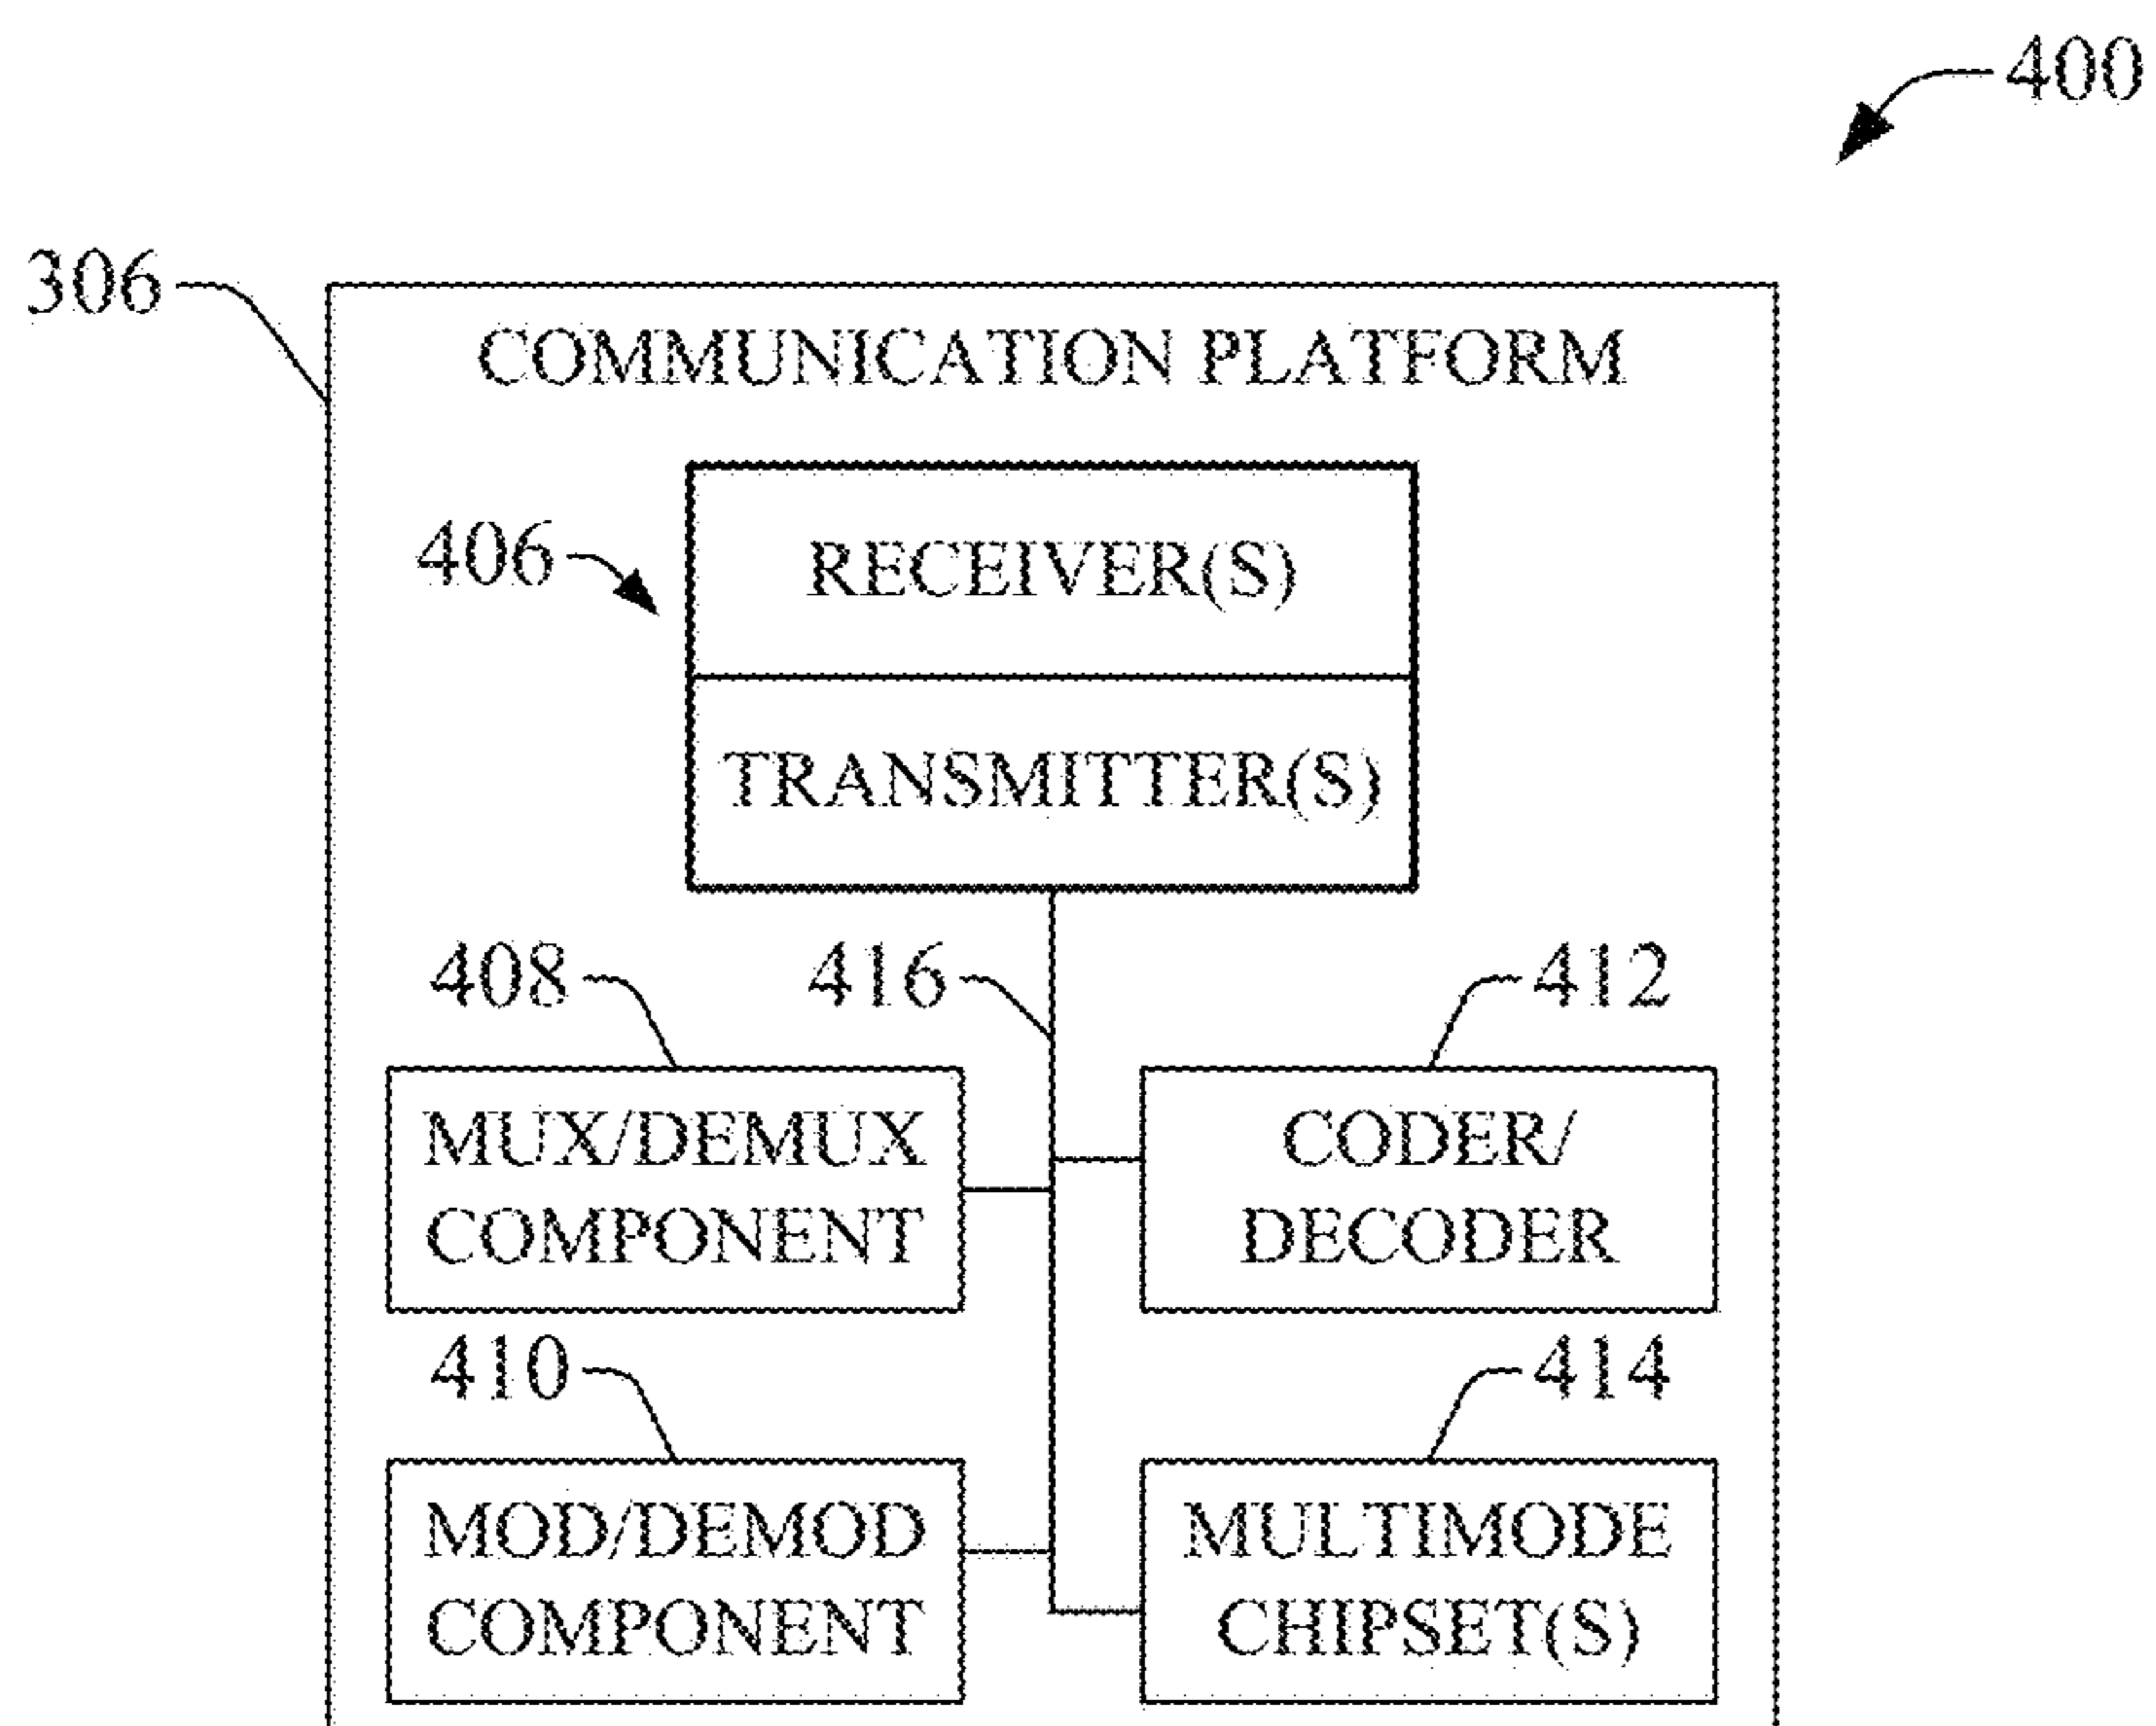 400
306
COMMUNICATION PLATFORM
406
RECEIVER(S)
TRANSMITTER(S)
408
416
412
MUX/DEMUX
COMPONENT
CODER/
DECODER
410
414
MOD/DEMOD
COMPONENT
MULTIMODE
CHIPSET(S)